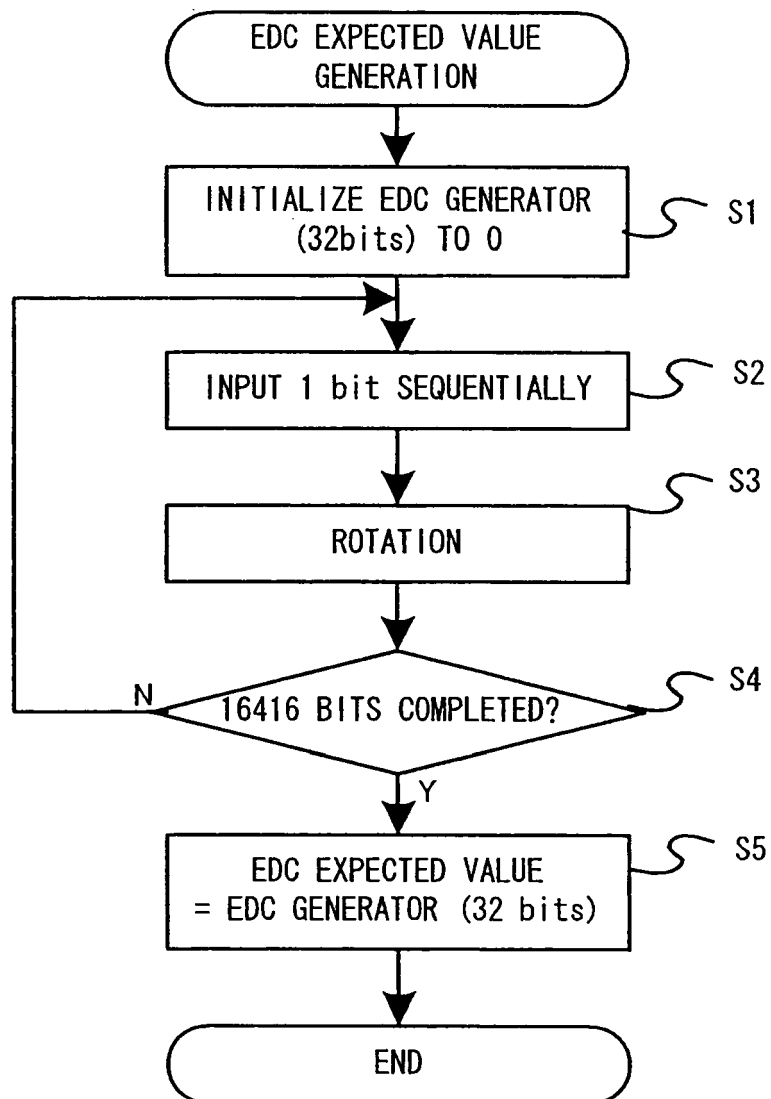 EDC EXPECTED VALUE
GENERATION
INITIALIZE EDC GENERATOR
(32bits) TO 0
S1
INPUT 1 bit SEQUENTIALLY
S2
ROTATION
S3
16416 BITS COMPLETED?
S4
N
Y
EDC EXPECTED VALUE
= EDC GENERATOR (32 bits)
S5
END